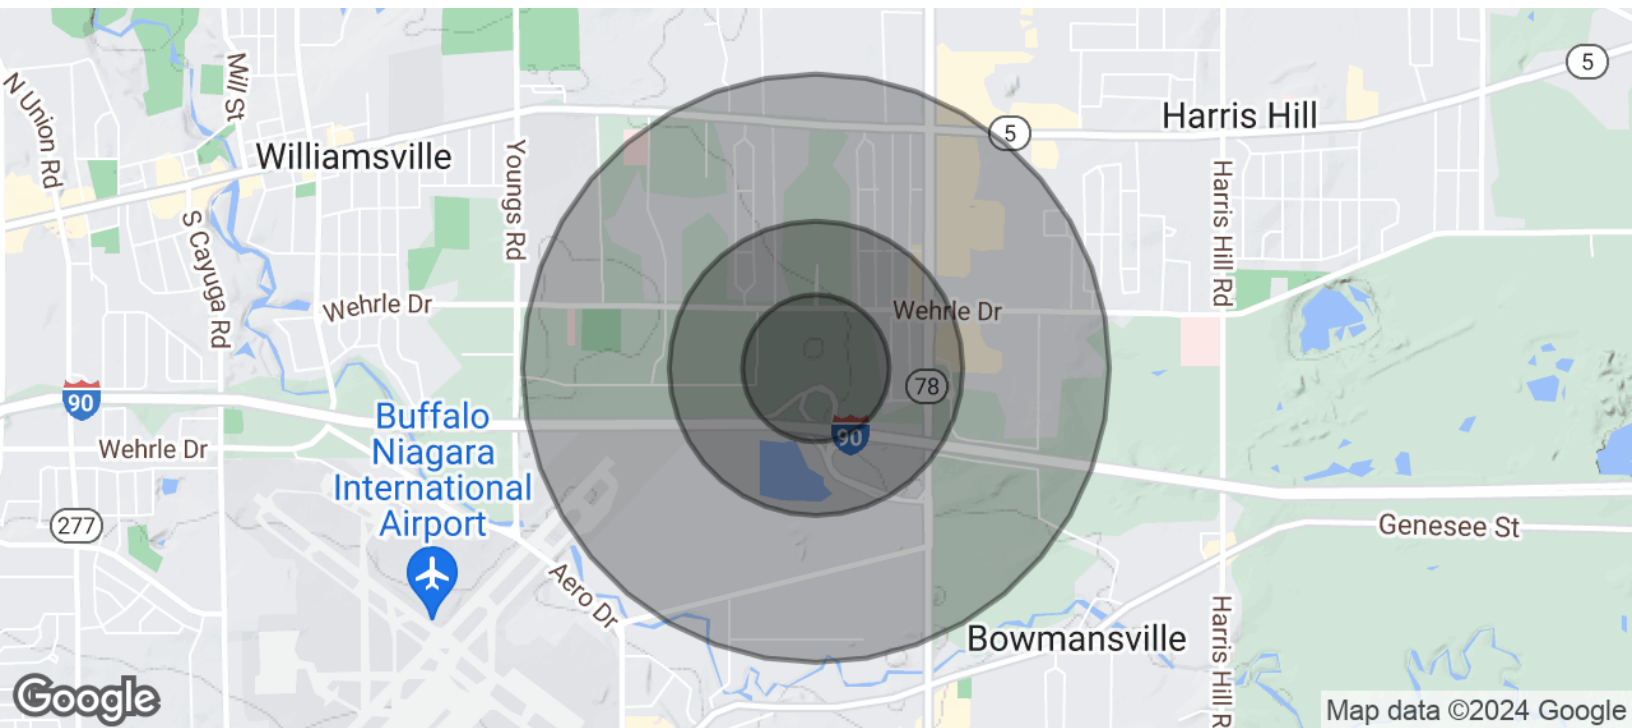 5
Mill St
N Union Rd
Harris Hill
5
Williamsville
Youngs Rd
Harris Hill Rd
S Cayuga Rd
Wehrle Dr
Wehrle Dr
78
90
Buffalo
Niagara
International
Airport
90
Wehrle Dr
277
Genesee St
Aero Dr
Bowmansville
Harris Hill R
Google
Map data ©2024 Google